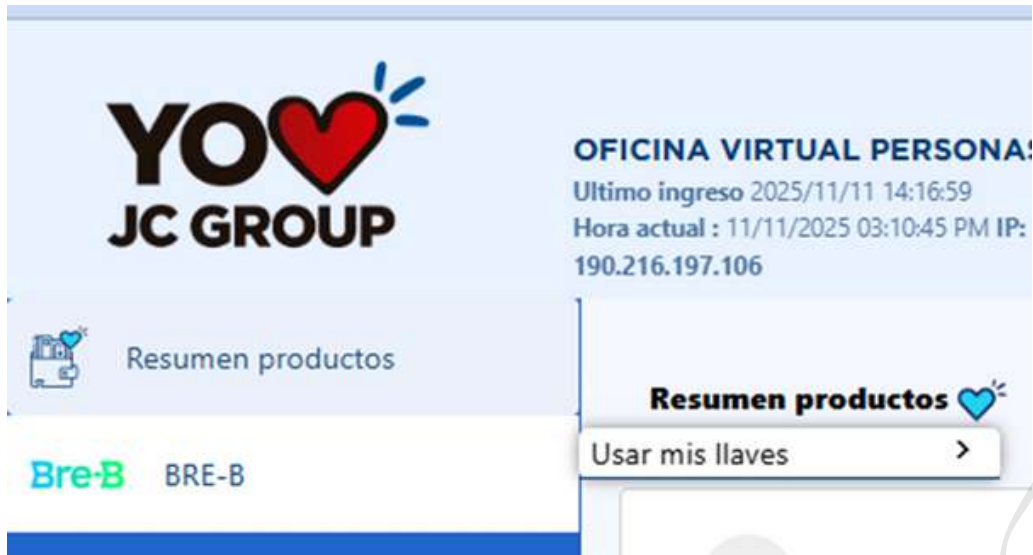 YO
JC GROUP
OFICINA VIRTUAL PERSONAS
Ultimo ingreso 2025/11/11 14:16:59
Hora actual : 11/11/2025 03:10:45 PM IP:
190.216.197.106
Resumen productos
Resumen productos
Usar mis llaves
Bre-B BRE-B